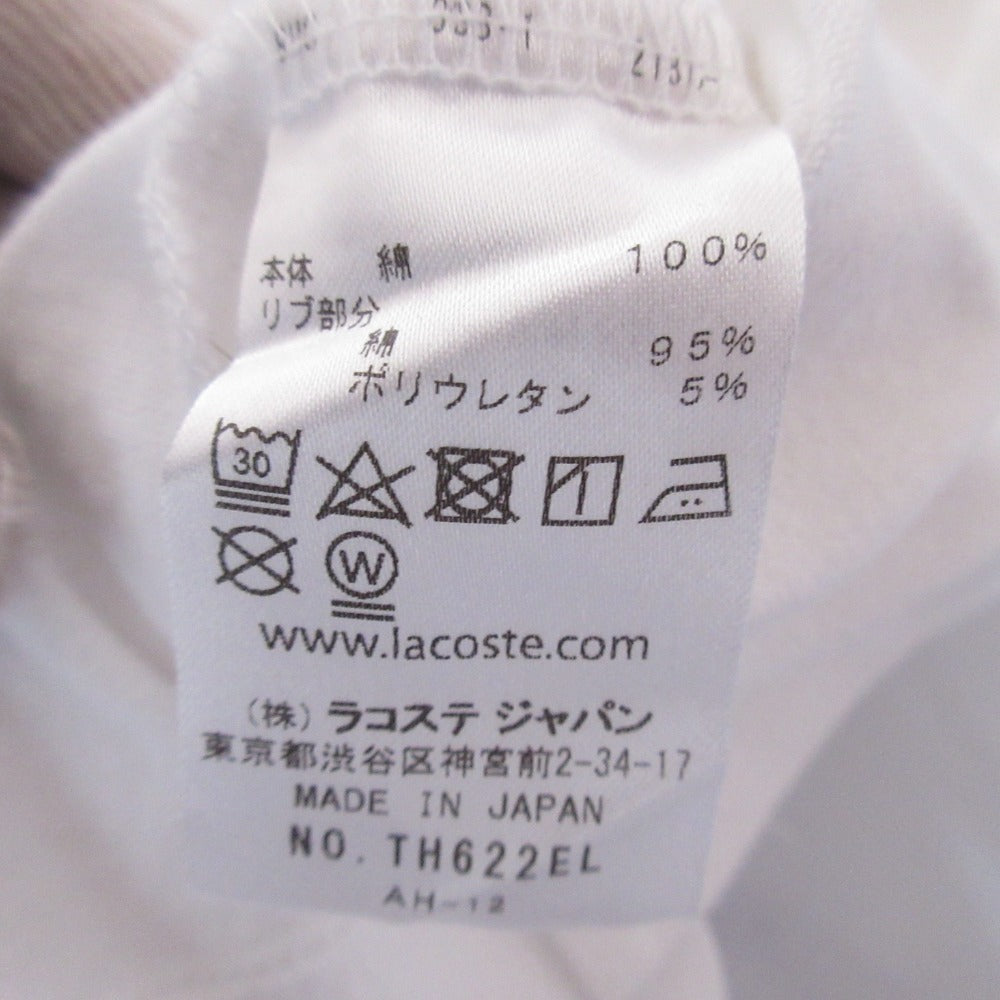 本体 綿 100%
リブ部分
綿 95%
ポリウレタン 5%
30
W
www.lacoste.com
(株) ラコステ ジャパン
東京都渋谷区神宮前2-34-17
MADE IN JAPAN
NO. TH622EL
AH-12